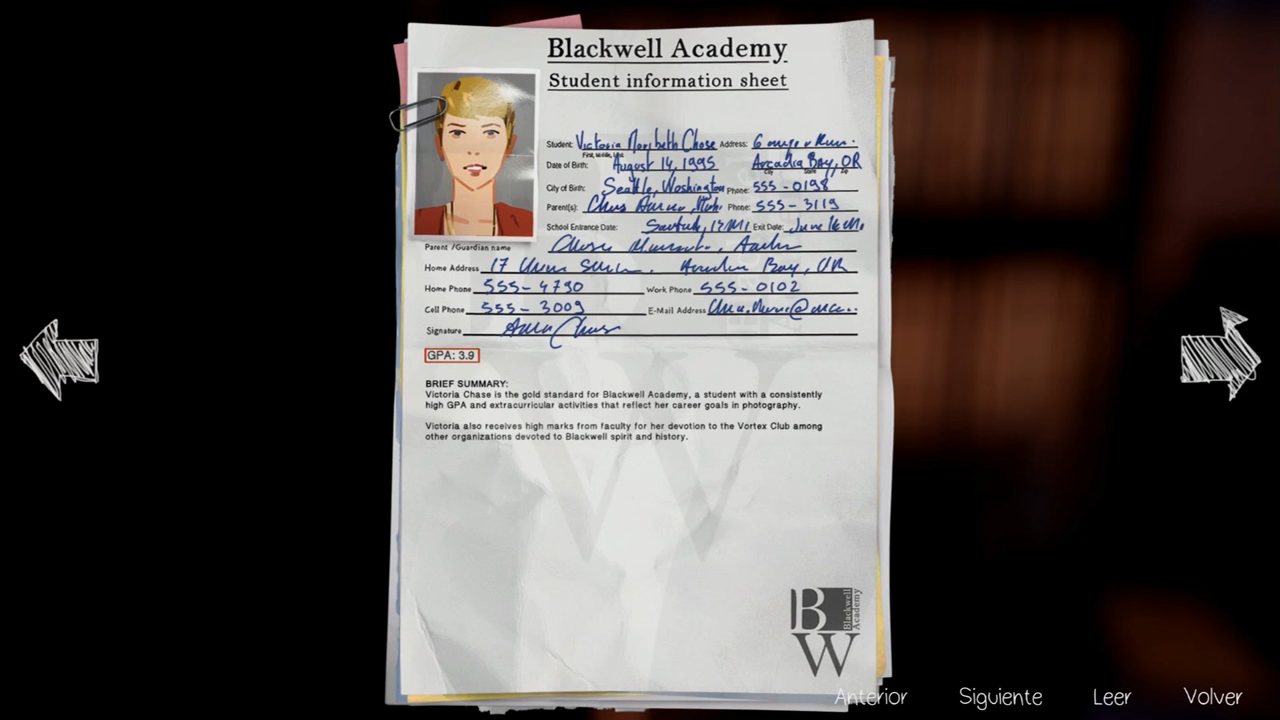 Blackwell Academy
Student information sheet
Student: Victoria Maribeth Chase Address:
First, Middle, Last
Date of Birth: August 14, 1995 Arcadia Bay, OR
City State Zip
City of Birth: Seattle, Washington Phone: 555-0198
Parent(s): Phone: 555-3119
School Entrance Date: Exit Date: June
Parent /Guardian name
Home Address 17 Bay, OR
Home Phone 555-4790 Work Phone 555-0102
Cell Phone 555-3009 E-Mail Address
Signature
GPA: 3.9
BRIEF SUMMARY:
Victoria Chase is the gold standard for Blackwell Academy, a student with a consistently
high GPA and extracurricular activities that reflect her career goals in photography.
Victoria also receives high marks from faculty for her devotion to the Vortex Club among
other organizations devoted to Blackwell spirit and history.
B
Blackwell
Academy
W
Anterior Siguiente Leer Volver